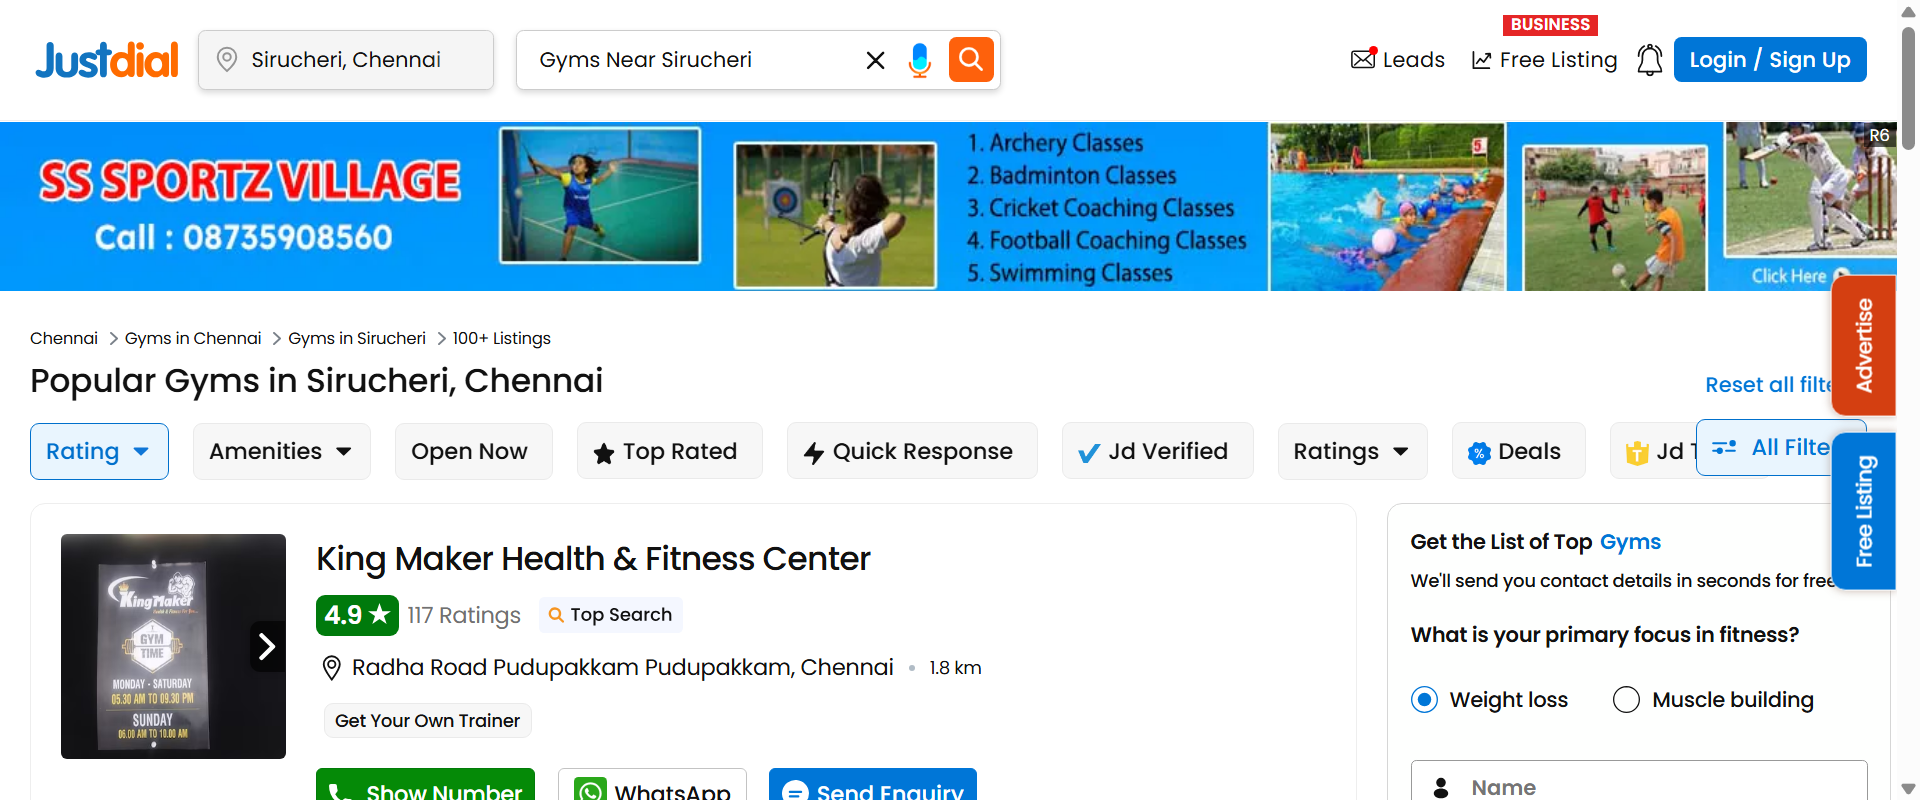 BUSINESS
Justdial
Sirucheri, Chennai
Gyms Near Sirucheri
Leads
Free Listing
Login / Sign Up
SS SPORTZ VILLAGE
Call : 08735908560
1. Archery Classes
2. Badminton Classes
3. Cricket Coaching Classes
4. Football Coaching Classes
5. Swimming Classes
5
R6
Click Here
Advertise
Free Listing
Chennai > Gyms in Chennai > Gyms in Sirucheri > 100+ Listings
Popular Gyms in Sirucheri, Chennai
Reset all filte
Rating
Amenities
Open Now
Top Rated
Quick Response
Jd Verified
Ratings
Deals
Jd T
All Filte
King Maker Health & Fitness Center
4.9 ★ 117 Ratings
Top Search
Radha Road Pudupakkam Pudupakkam, Chennai • 1.8 km
Get Your Own Trainer
Show Number
WhatsApp
Send Enquiry
King Maker
GYM
TIME
MONDAY - SATURDAY
05.30 AM TO 09.30 PM
SUNDAY
06.00 AM TO 10.00 AM
Get the List of Top Gyms
We'll send you contact details in seconds for free
What is your primary focus in fitness?
Weight loss
Muscle building
Name